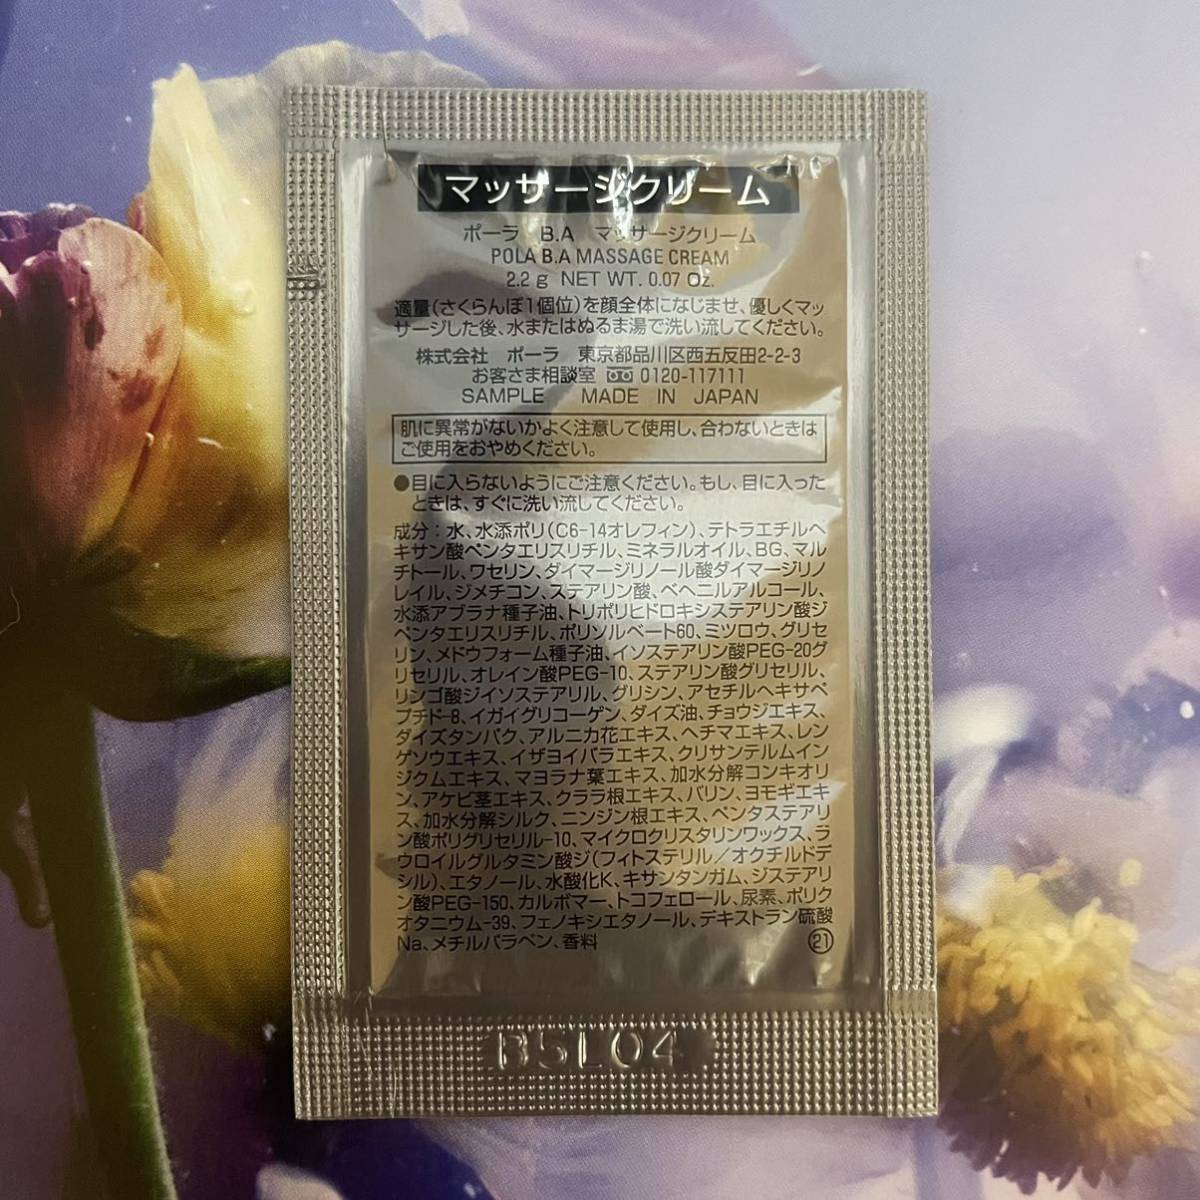 マッサージクリーム
ポーラ B.A マッサージクリーム
POLA B.A MASSAGE CREAM
2.2 g NET WT. 0.07 Oz.
適量(さくらんぼ1個位)を顔全体になじませ、優しくマッ
サージした後、水またはぬるま湯で洗い流してください。
株式会社 ポーラ 東京都品川区西五反田2-2-3
お客さま相談室 0120-117111
SAMPLE MADE IN JAPAN
肌に異常がないかよく注意して使用し、合わないときは
ご使用をおやめください。
●目に入らないようにご注意ください。もし、目に入った
ときは、すぐに洗い流してください。
成分:水、水添ポリ(C6-14オレフィン)、テトラエチルヘ
キサン酸ペンタエリスリチル、ミネラルオイル、BG、マル
チトール、ワセリン、ダイマージリノール酸ダイマージリノ
レイル、ジメチコン、ステアリン酸、ベヘニルアルコール、
水添アブラナ種子油、トリポリヒドロキシステアリン酸ジ
ペンタエリスリチル、ポリソルベート60、ミツロウ、グリセ
リン、メドウフォーム種子油、イソステアリン酸PEG-20グ
リセリル、オレイン酸PEG-10、ステアリン酸グリセリル、
リンゴ酸ジイソステアリル、グリシン、アセチルヘキサペ
プチド-8、イガイグリコーゲン、ダイズ油、チョウジエキス、
ダイズタンパク、アルニカ花エキス、ヘチマエキス、レン
ゲソウエキス、イザヨイバラエキス、クリサンテルムイン
ジクムエキス、マヨラナ葉エキス、加水分解コンキオリ
ン、アケビ茎エキス、クララ根エキス、バリン、ヨモギエキ
ス、加水分解シルク、ニンジン根エキス、ペンタステアリ
ン酸ポリグリセリル-10、マイクロクリスタリンワックス、ラ
ウロイルグルタミン酸ジ(フィトステリル/オクチルドデ
シル)、エタノール、水酸化K、キサンタンガム、ジステアリ
ン酸PEG-150、カルボマー、トコフェロール、尿素、ポリク
オタニウム-39、フェノキシエタノール、デキストラン硫酸
Na、メチルパラベン、香料 ㉑
B5L04